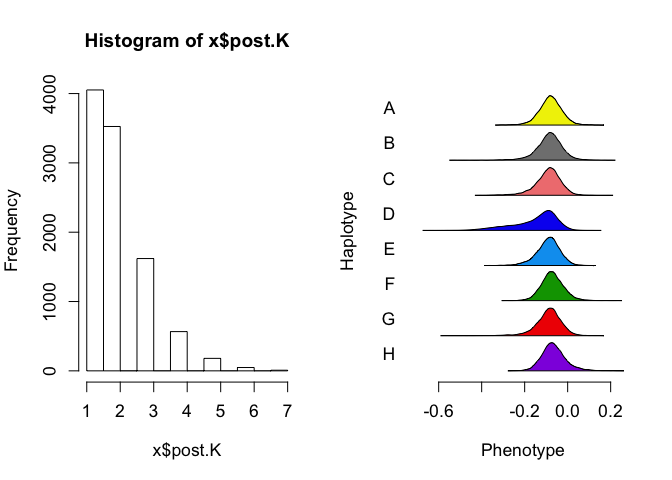 Histogram of x$post.K
Frequency
0
1000
2000
3000
4000
1 2 3 4 5 6 7
x$post.K
Haplotype
A
B
C
D
E
F
G
H
-0.6 -0.2 0.0 0.2
Phenotype